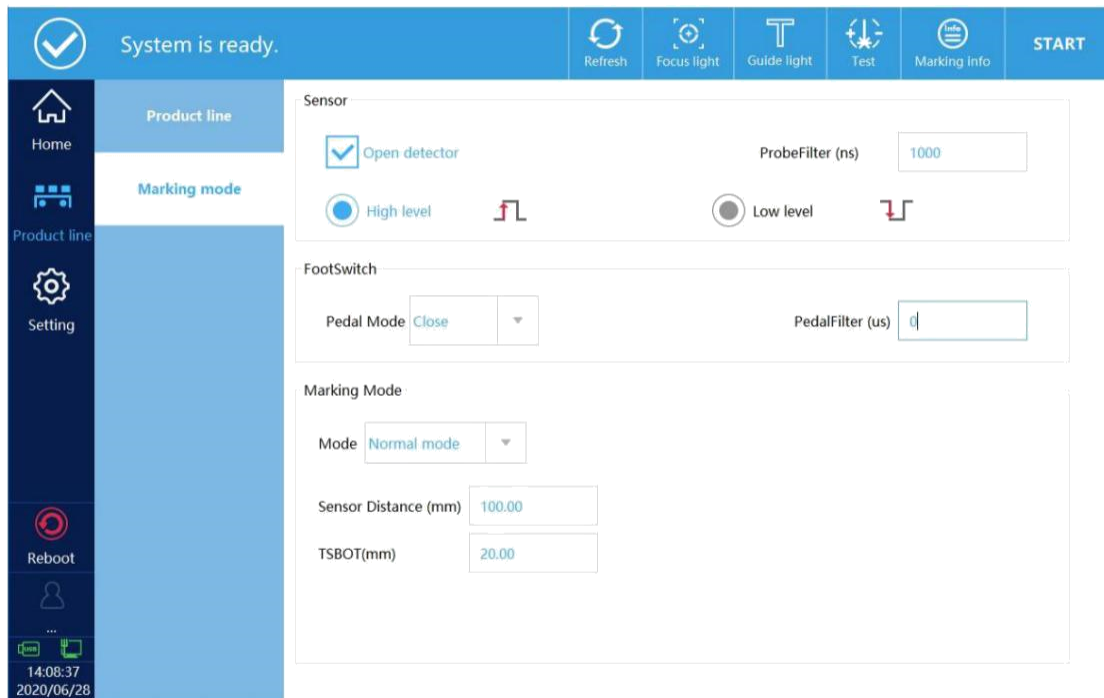 System is ready.
Refresh
Focus light
Guide light
Test
Info
Marking info
START
Home
Product line
Setting
Reboot
...
USB
14:08:37
2020/06/28
Product line
Marking mode
Sensor
Open detector
ProbeFilter (ns) 1000
High level
Low level
FootSwitch
Pedal Mode Close
PedalFilter (us) 0
Marking Mode
Mode Normal mode
Sensor Distance (mm) 100.00
TSBOT(mm) 20.00